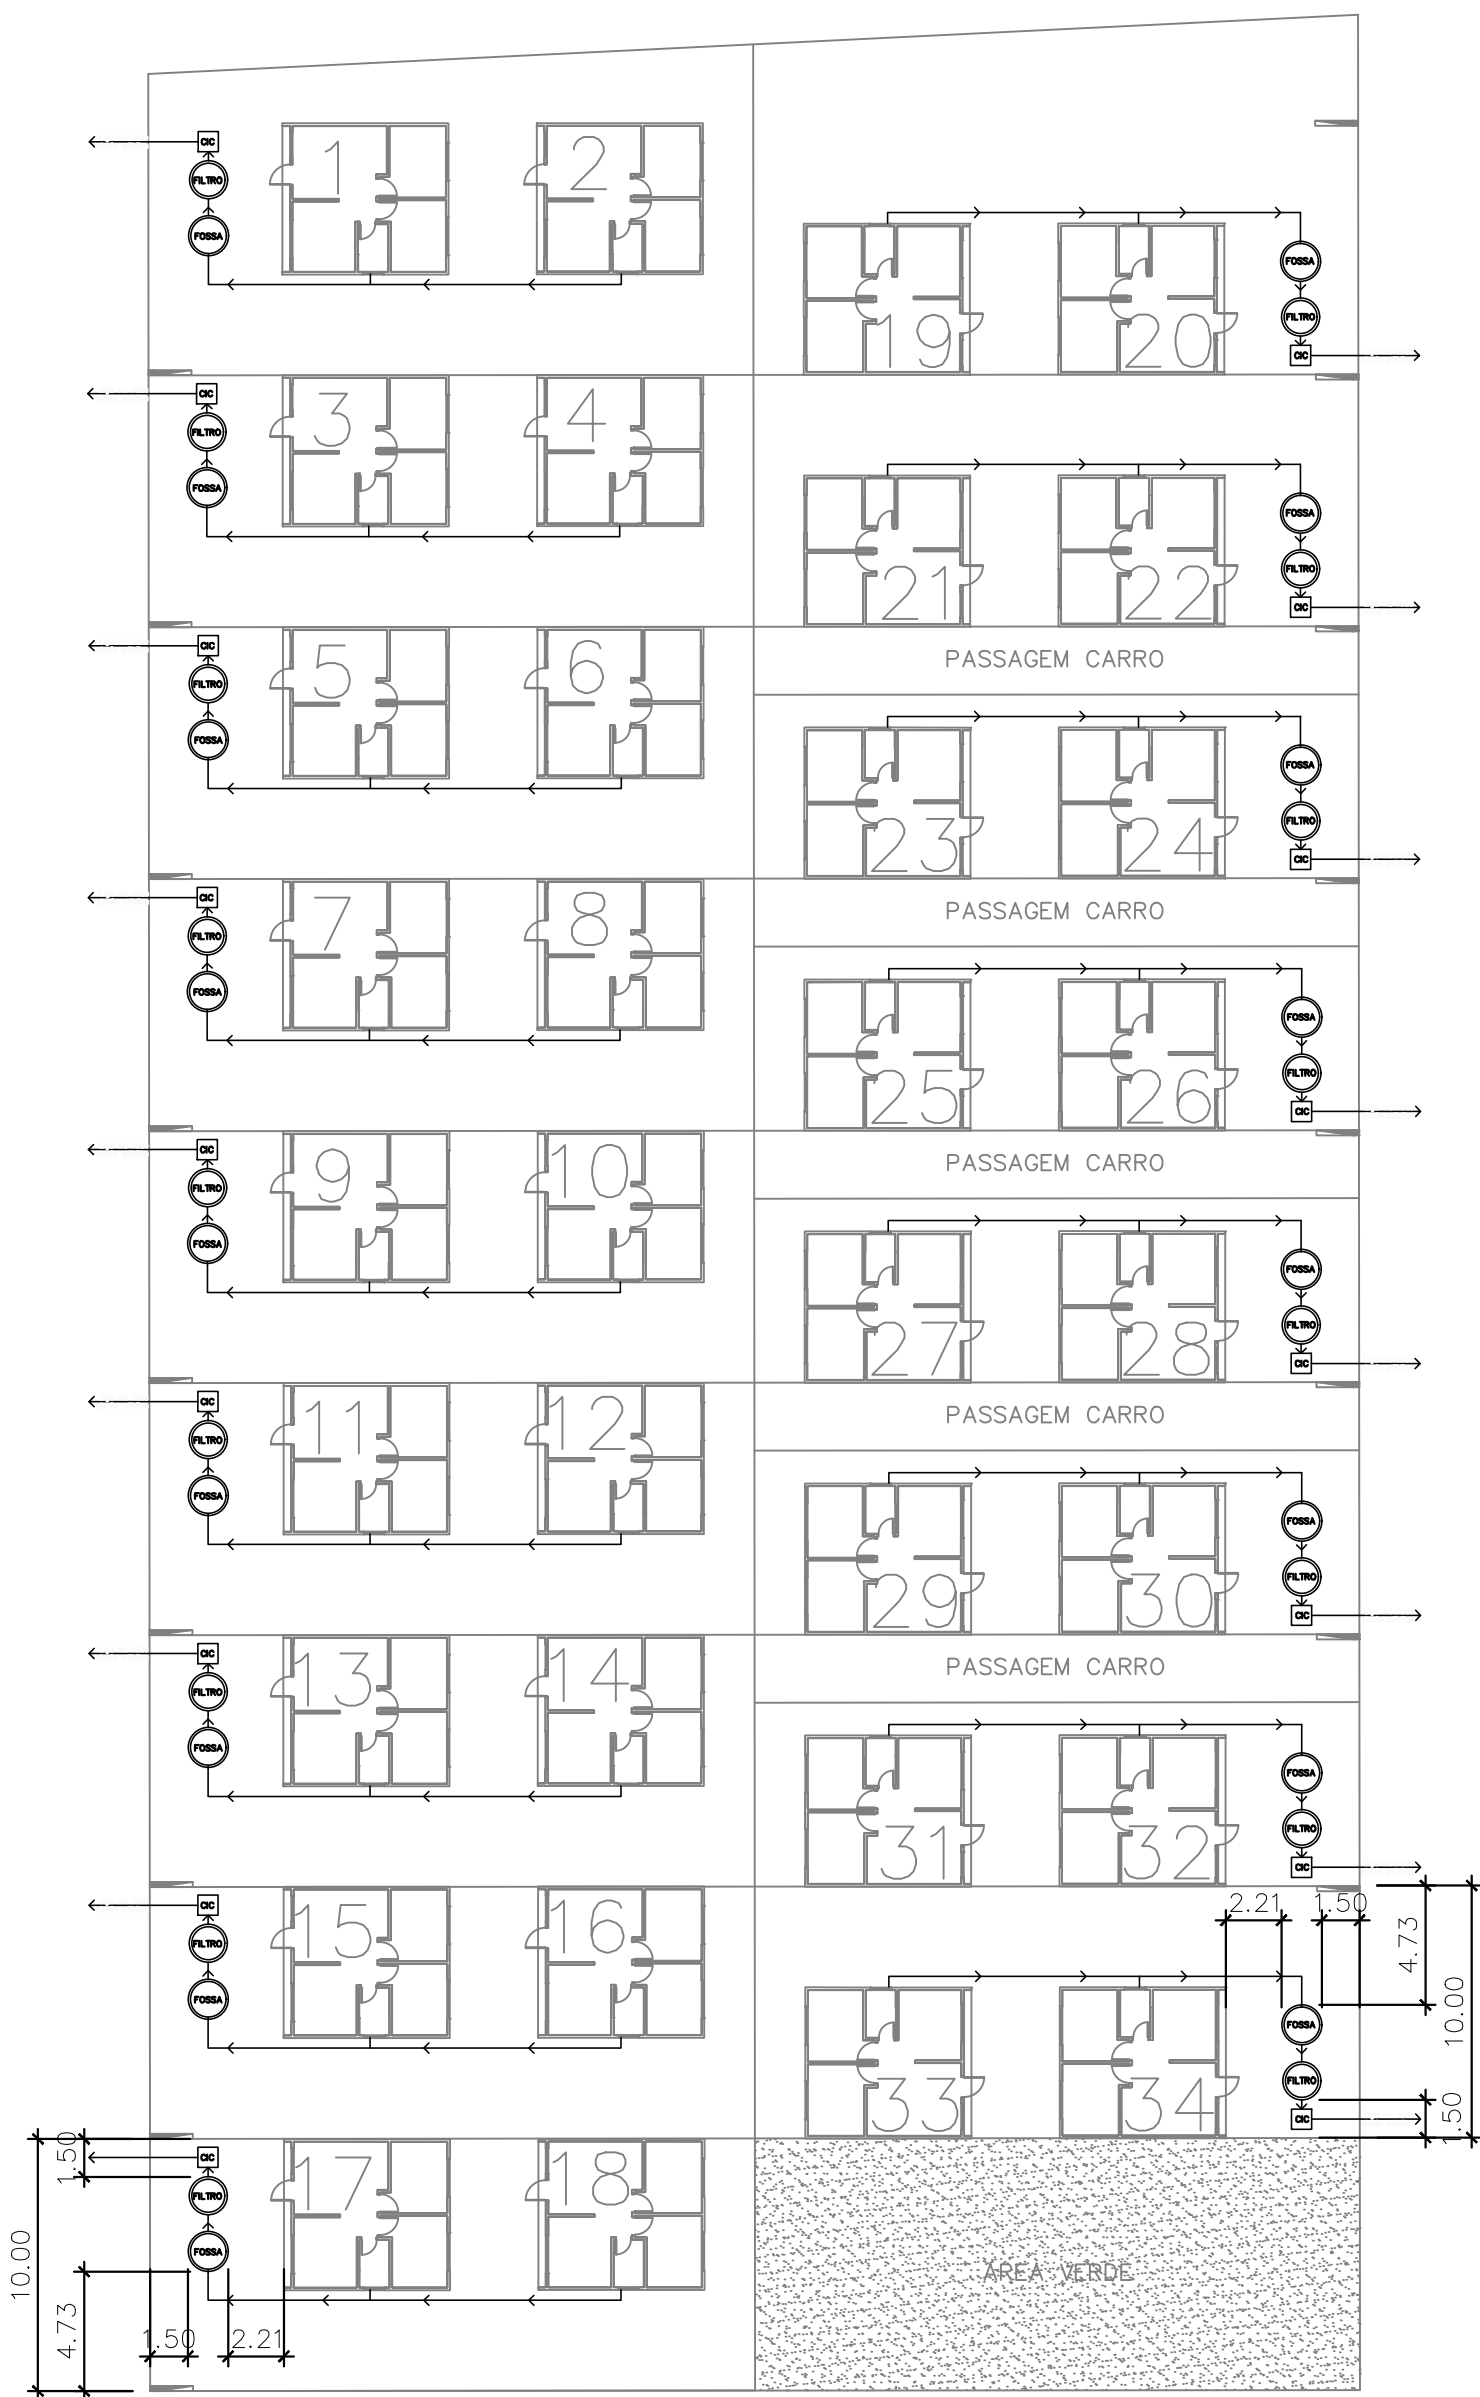 CIC
FILTRO
FOSSA
1
2
19
20
FOSSA
FILTRO
CIC
CIC
FILTRO
FOSSA
3
4
21
22
FOSSA
FILTRO
CIC
CIC
FILTRO
FOSSA
5
6
PASSAGEM CARRO
23
24
FOSSA
FILTRO
CIC
CIC
FILTRO
FOSSA
7
8
PASSAGEM CARRO
25
26
FOSSA
FILTRO
CIC
CIC
FILTRO
FOSSA
9
10
PASSAGEM CARRO
27
28
FOSSA
FILTRO
CIC
CIC
FILTRO
FOSSA
11
12
PASSAGEM CARRO
29
30
FOSSA
FILTRO
CIC
CIC
FILTRO
FOSSA
13
14
PASSAGEM CARRO
31
32
FOSSA
FILTRO
CIC
CIC
FILTRO
FOSSA
15
16
2.21
1.50
4.73
10.00
1.50
33
34
FOSSA
FILTRO
CIC
1.50
10.00
4.73
CIC
FILTRO
FOSSA
17
18
1.50
2.21
ÁREA VERDE